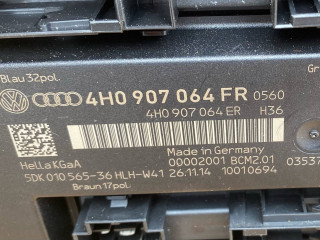 Blau 32pol.
4H0 907 064 FR 0560
4H0 907 064 ER H36
Made in Germany
Hella KGaA 00002001 BCM2.01 03537
5DK 010 565-36 HLH-W41 26.11.14 10010694
Braun 17pol.